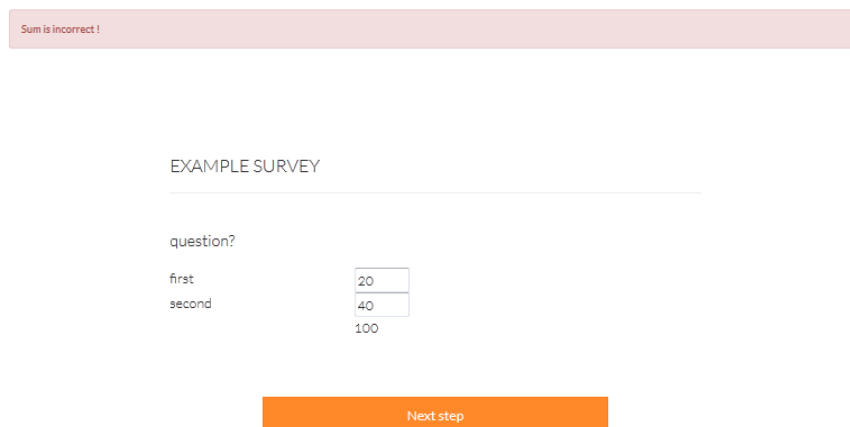 Sum is incorrect !
EXAMPLE SURVEY
question?
first 20
second 40
100
Next step